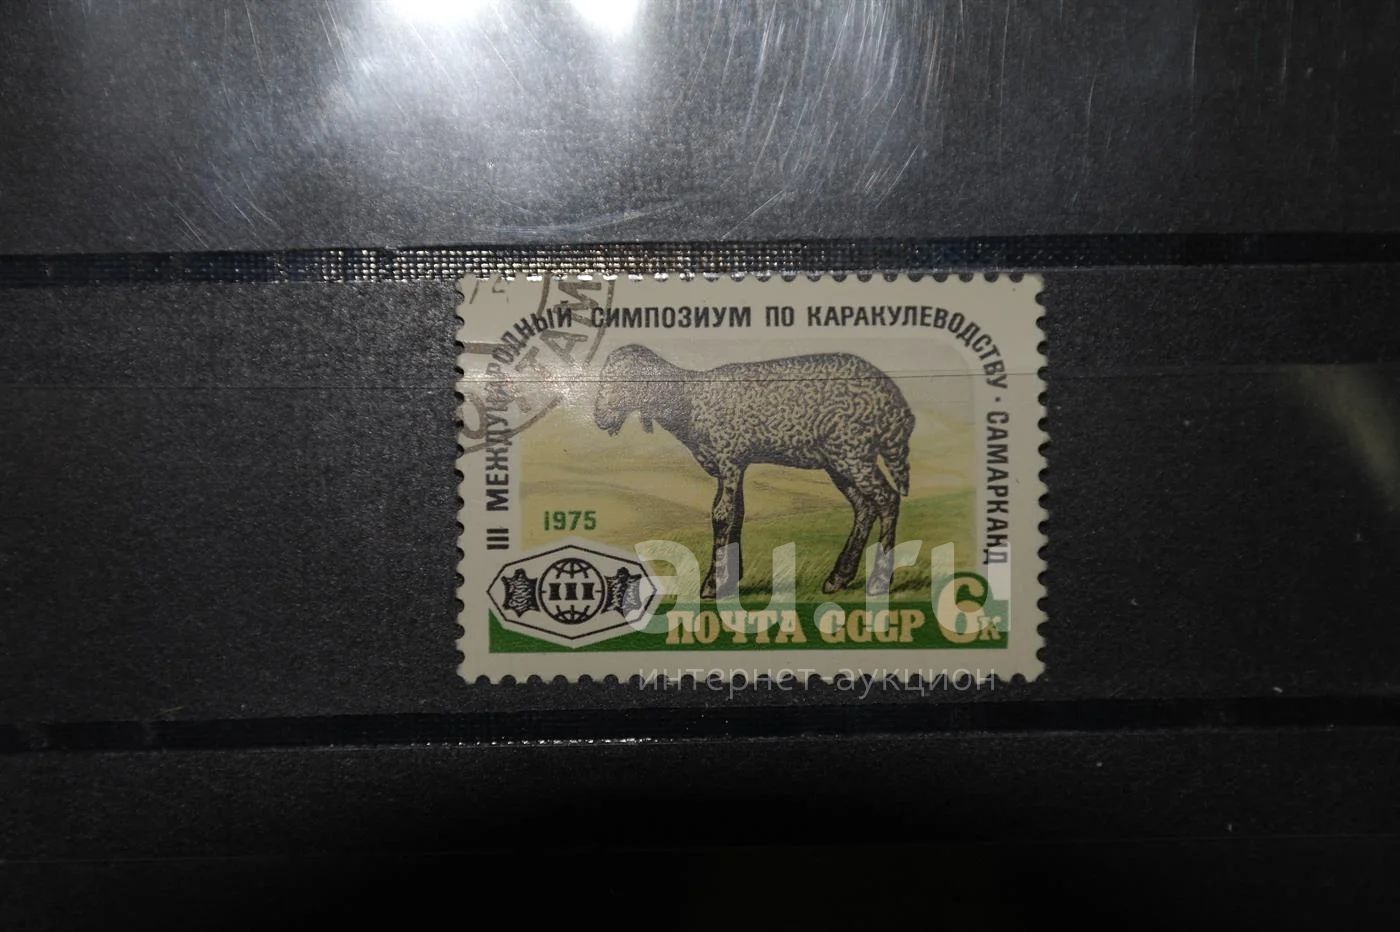 III МЕЖДУНАРОДНЫЙ СИМПОЗИУМ ПО КАРАКУЛЕВОДСТВУ · САМАРКАНД
1975
III
ПОЧТА СССР 6к
au.ru
интернет-аукцион